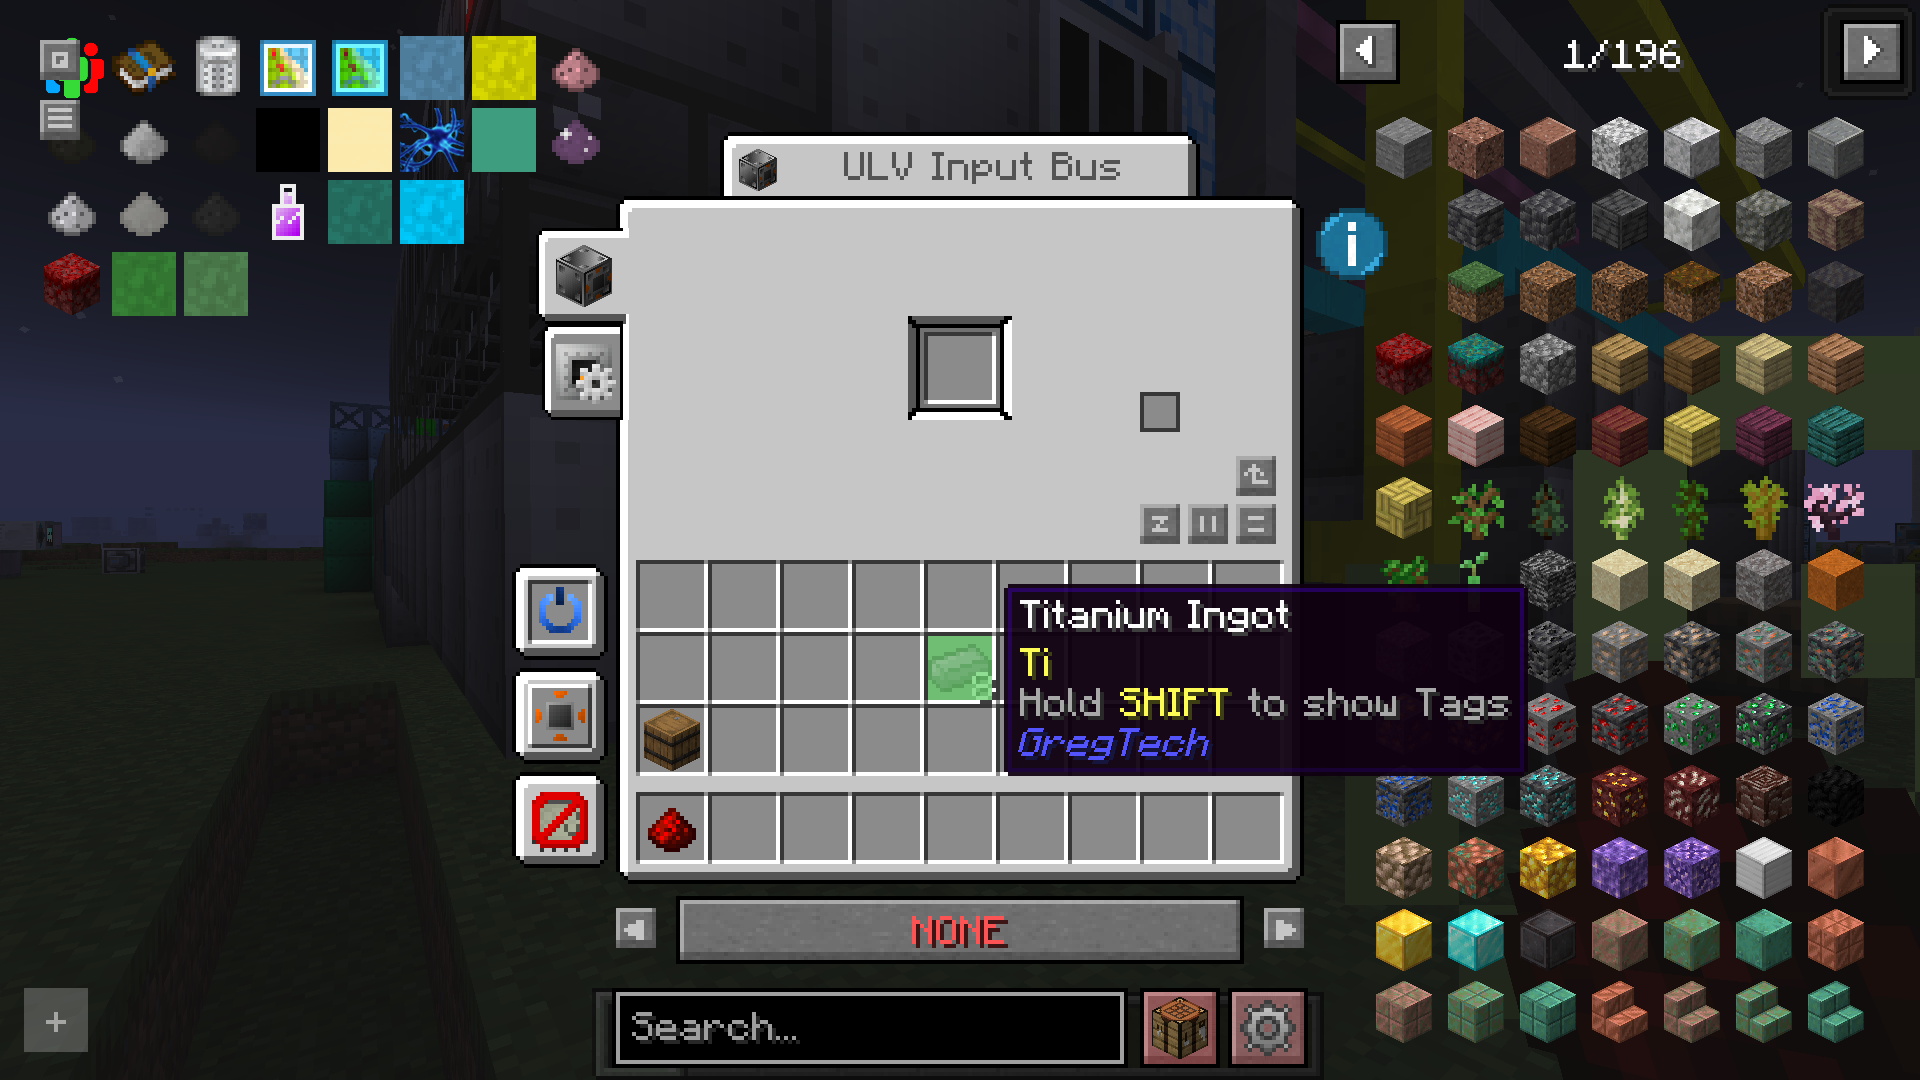 1/196
ULV Input Bus
Titanium Ingot
Ti
Hold SHIFT to show Tags
GregTech
NONE
Search...